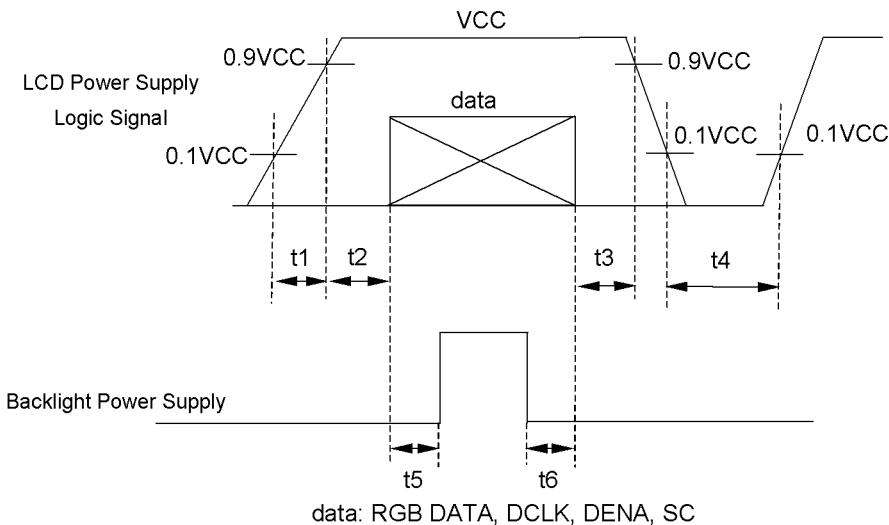 VCC
0.9VCC
0.9VCC
LCD Power Supply
Logic Signal
data
0.1VCC
0.1VCC
0.1VCC
t1
t2
t3
t4
Backlight Power Supply
t5
t6
data: RGB DATA, DCLK, DENA, SC